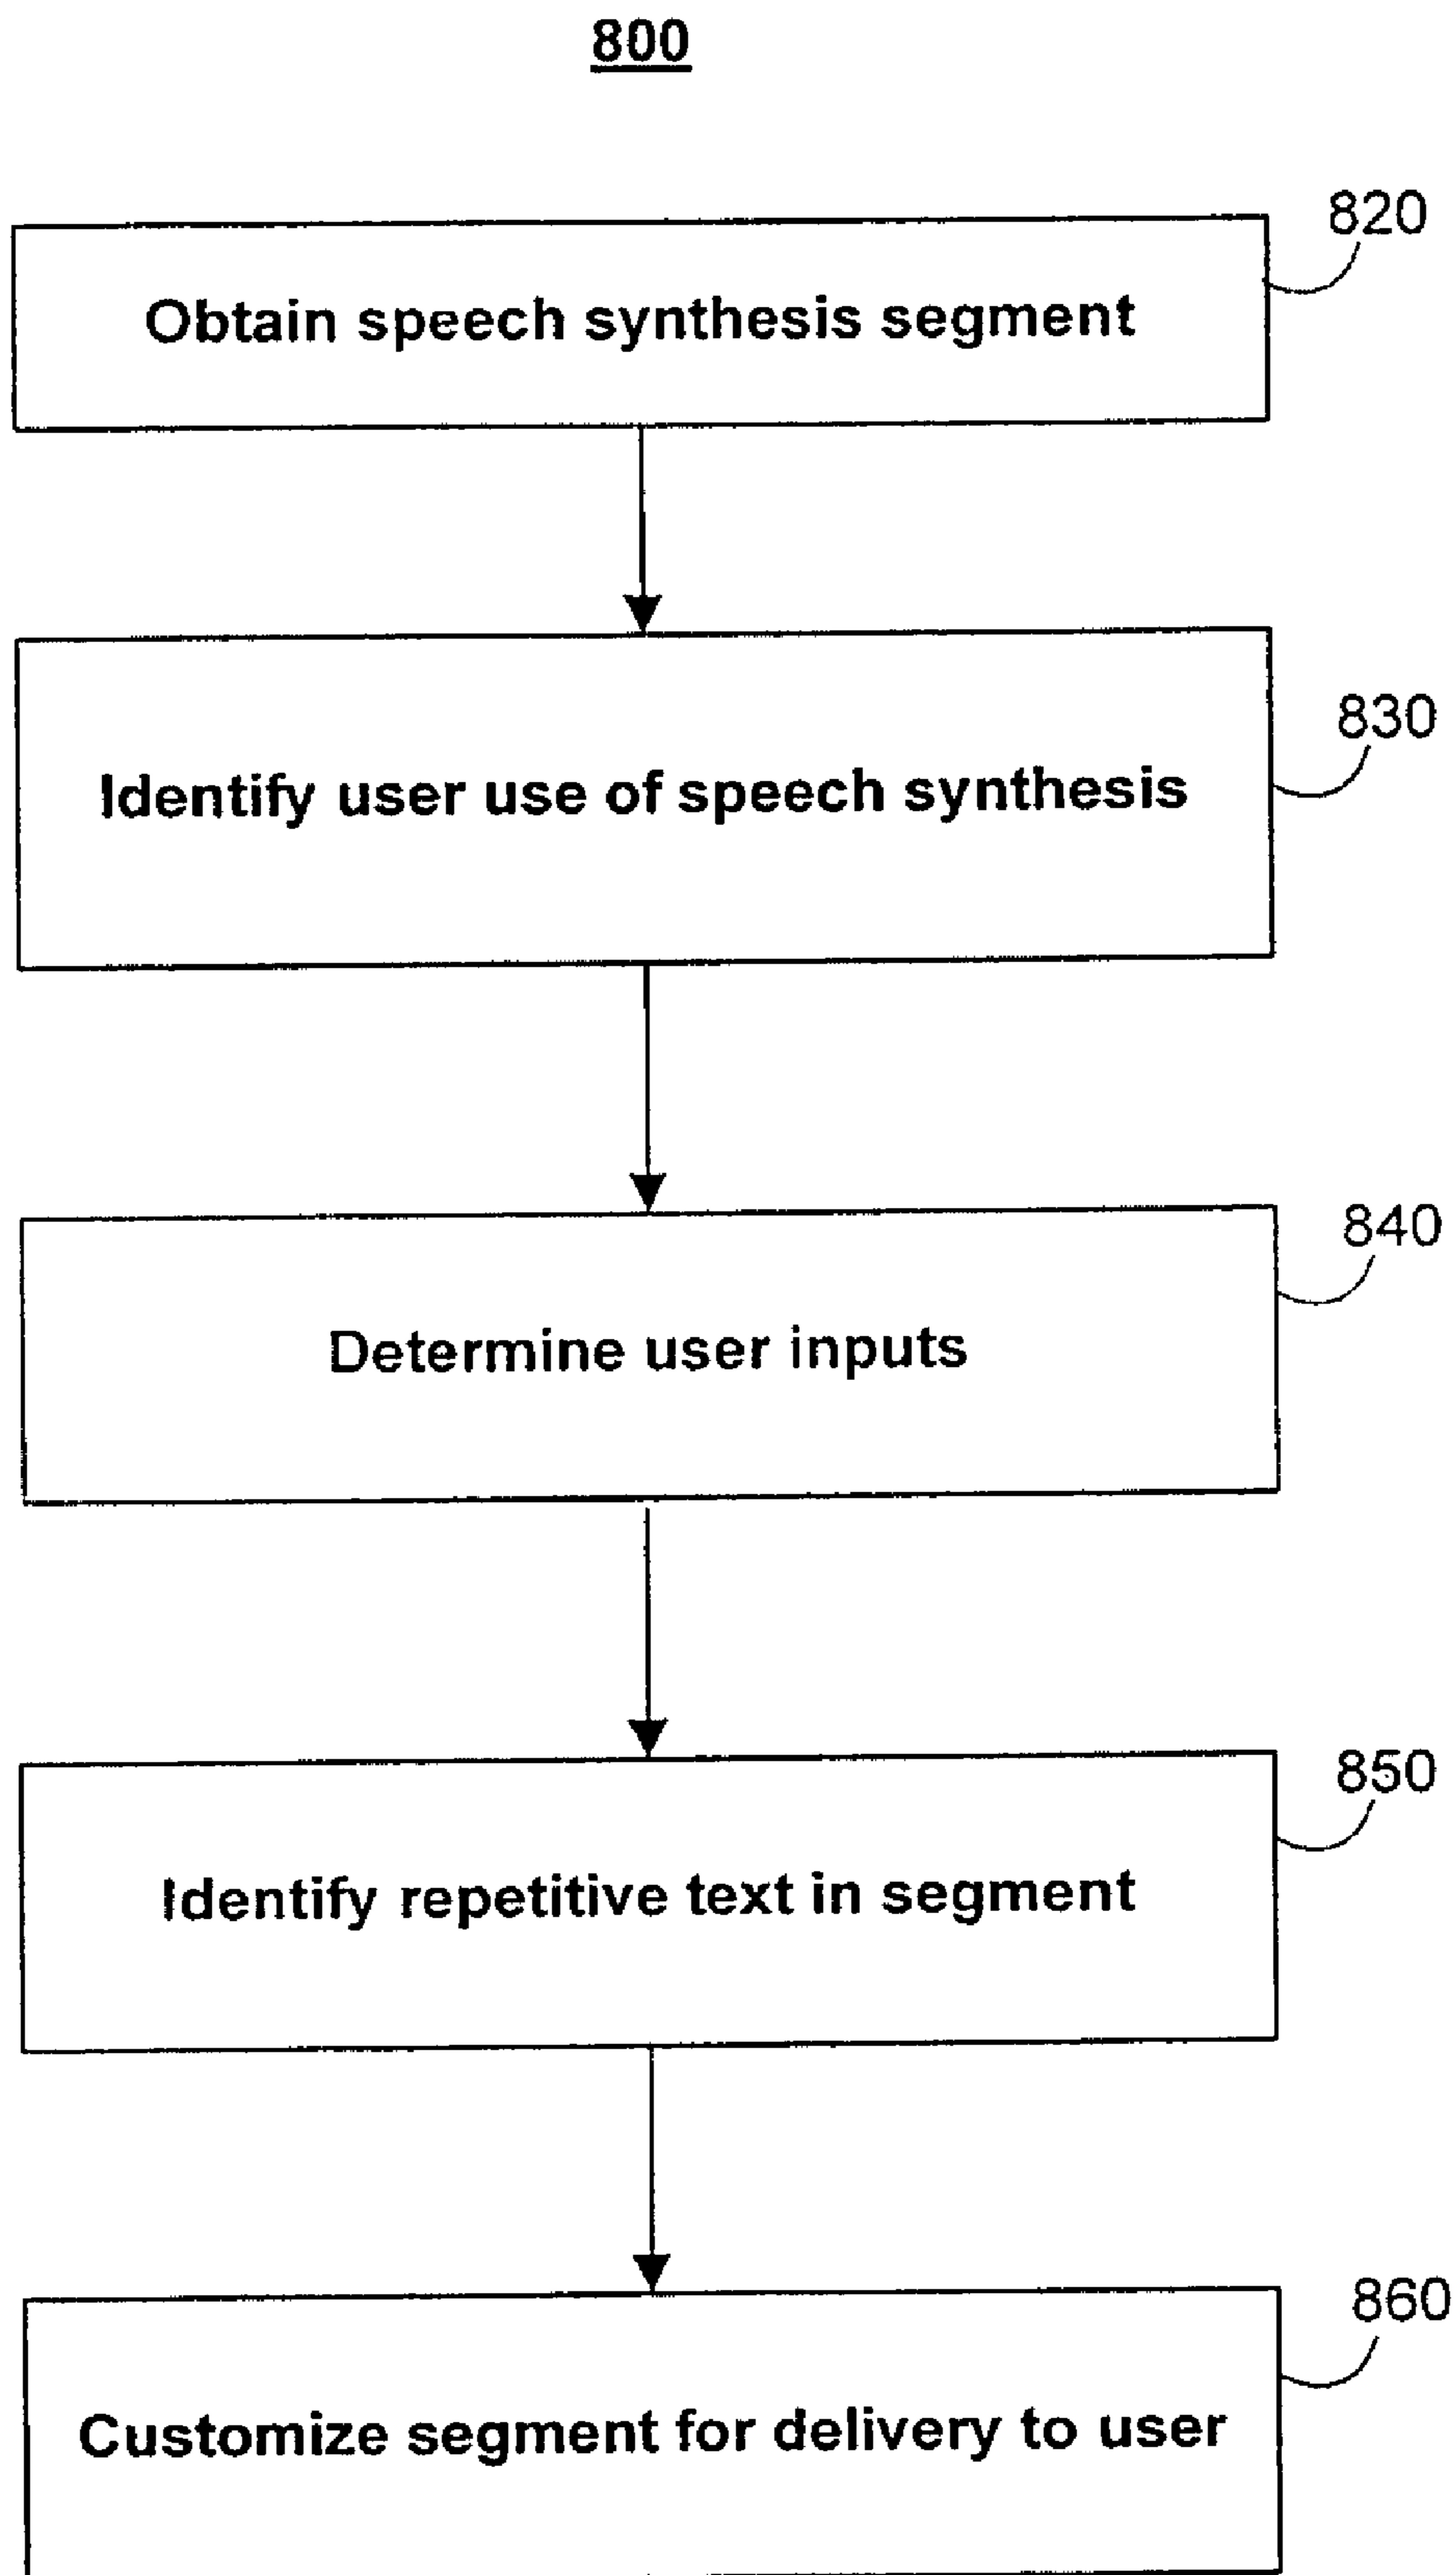 800
820
Obtain speech synthesis segment
830
Identify user use of speech synthesis
840
Determine user inputs
850
Identify repetitive text in segment
860
Customize segment for delivery to user